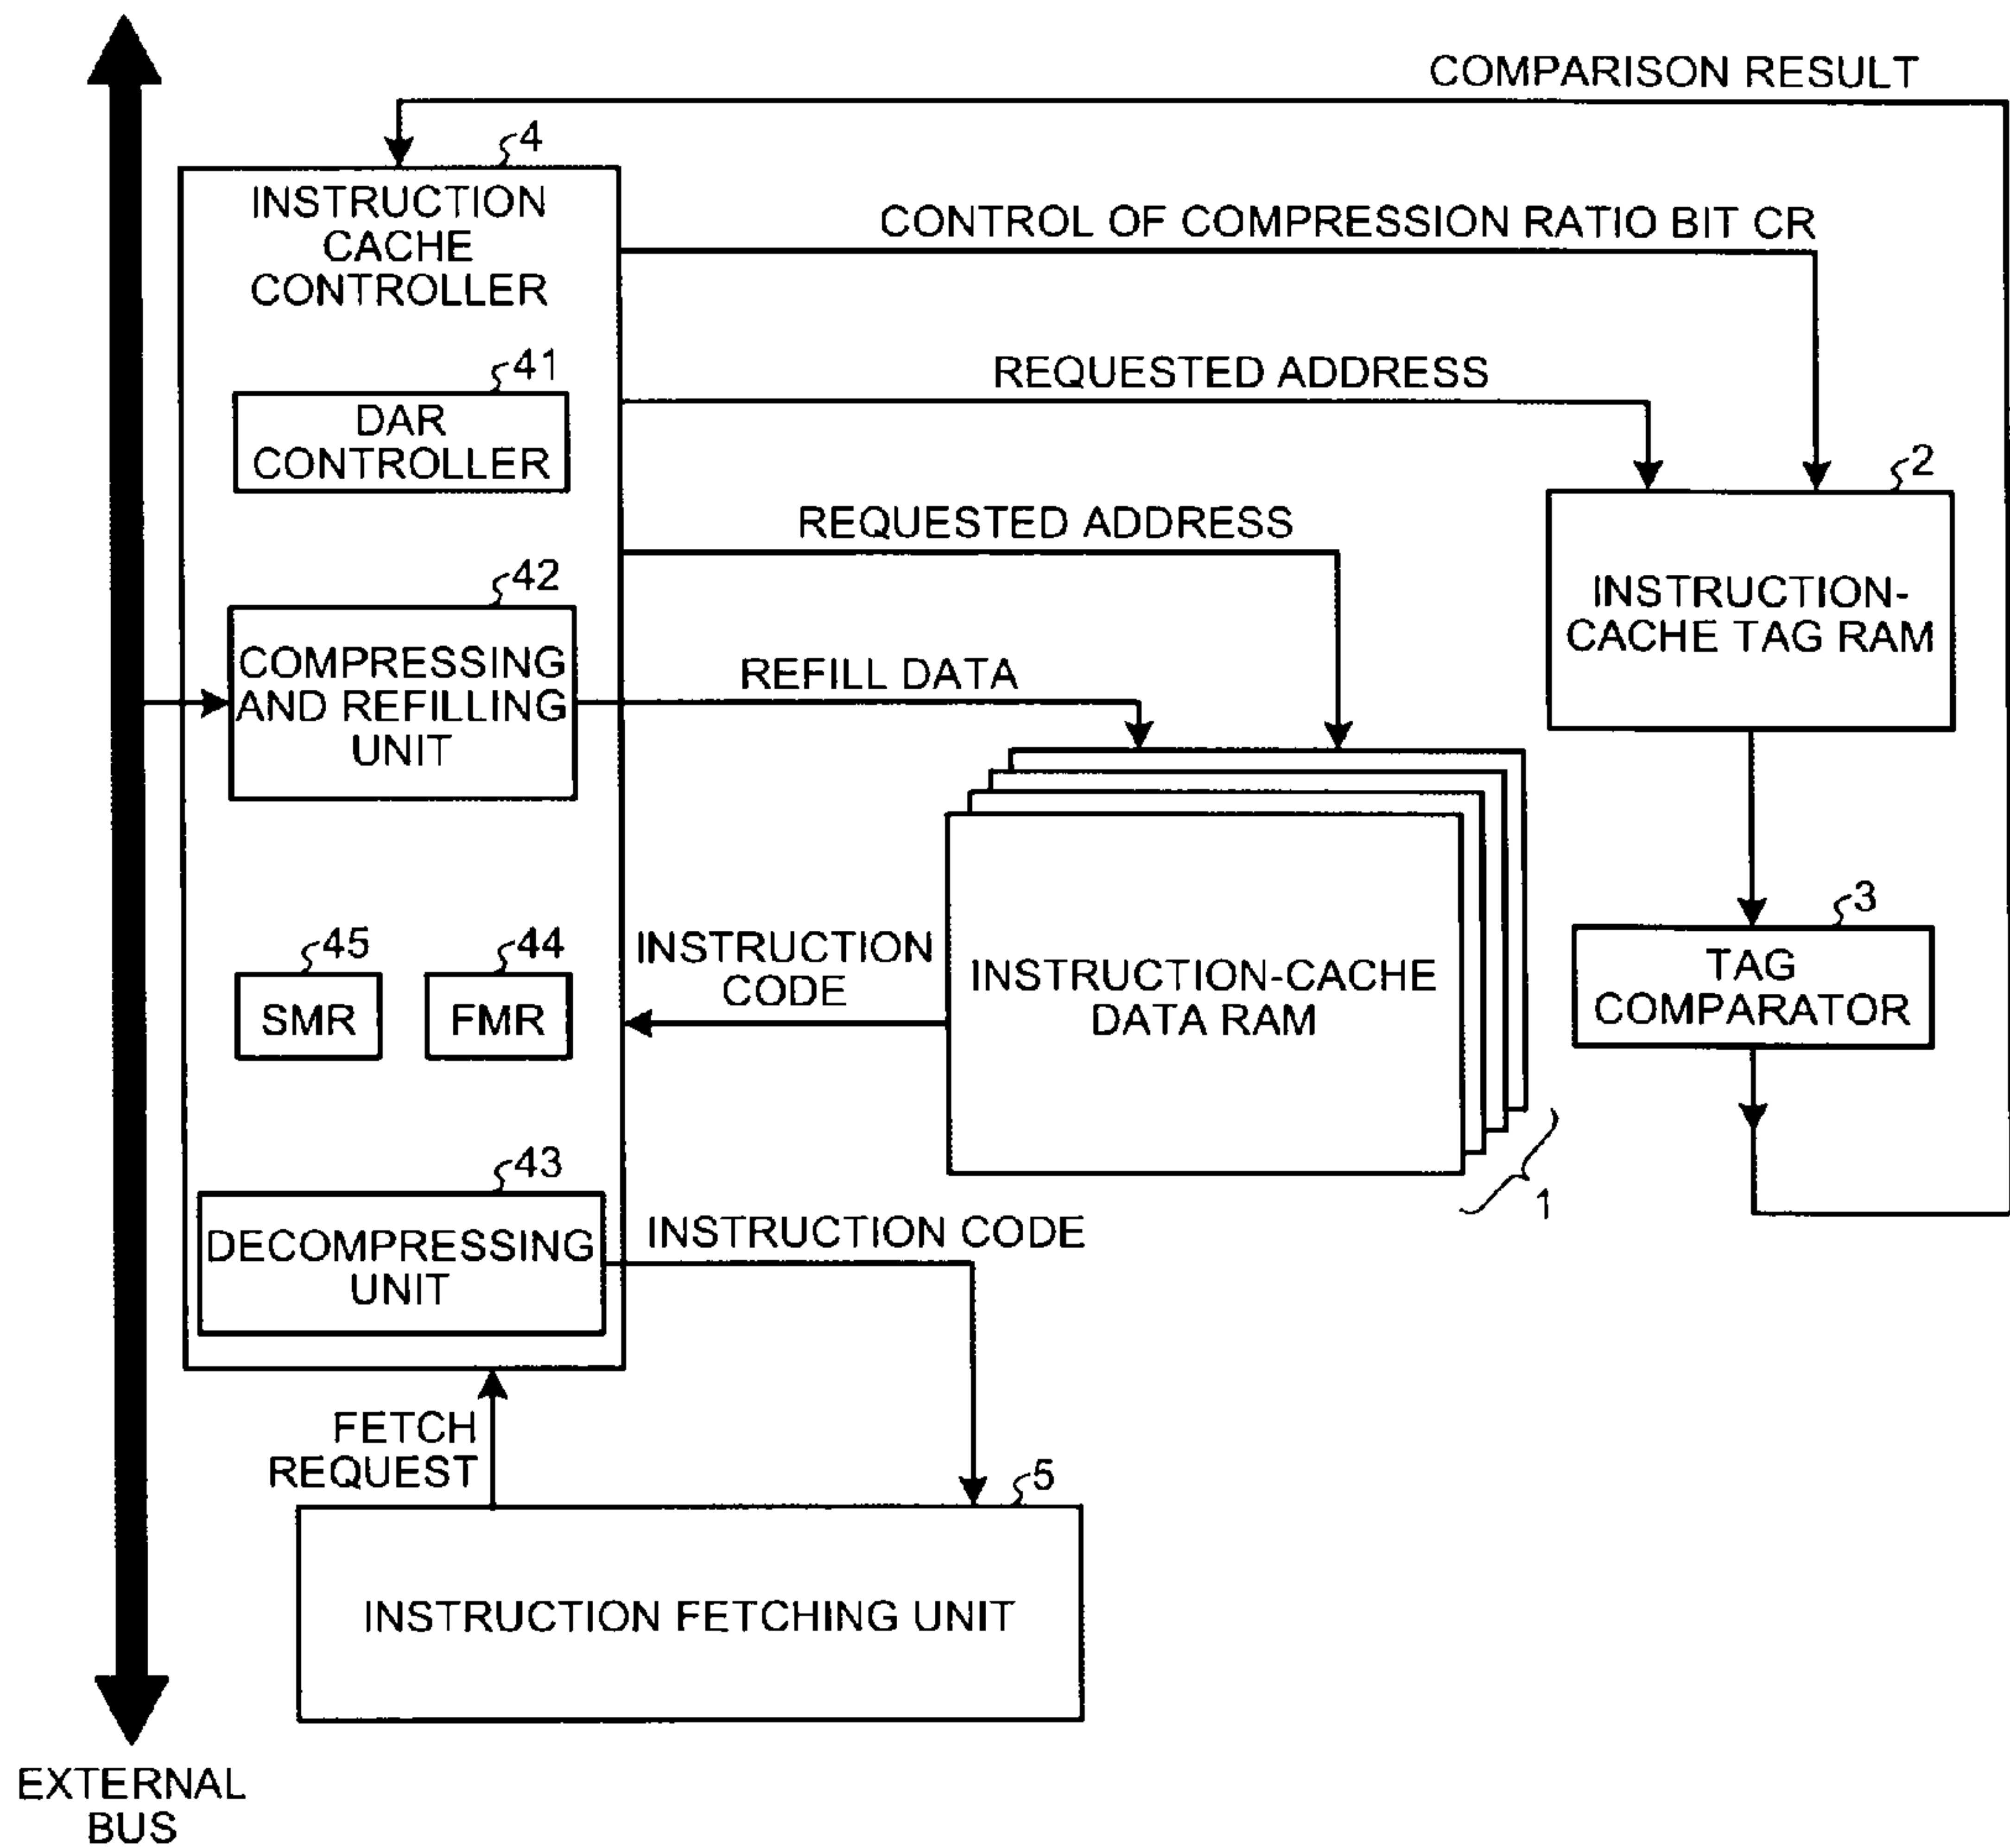 COMPARISON RESULT
4
INSTRUCTION
CACHE
CONTROLLER
CONTROL OF COMPRESSION RATIO BIT CR
41
DAR
CONTROLLER
REQUESTED ADDRESS
2
INSTRUCTION-
CACHE TAG RAM
REQUESTED ADDRESS
42
COMPRESSING
AND REFILLING
UNIT
REFILL DATA
3
TAG
COMPARATOR
45
SMR
44
FMR
INSTRUCTION
CODE
INSTRUCTION-CACHE
DATA RAM
1
43
DECOMPRESSING
UNIT
INSTRUCTION CODE
FETCH
REQUEST
5
INSTRUCTION FETCHING UNIT
EXTERNAL
BUS